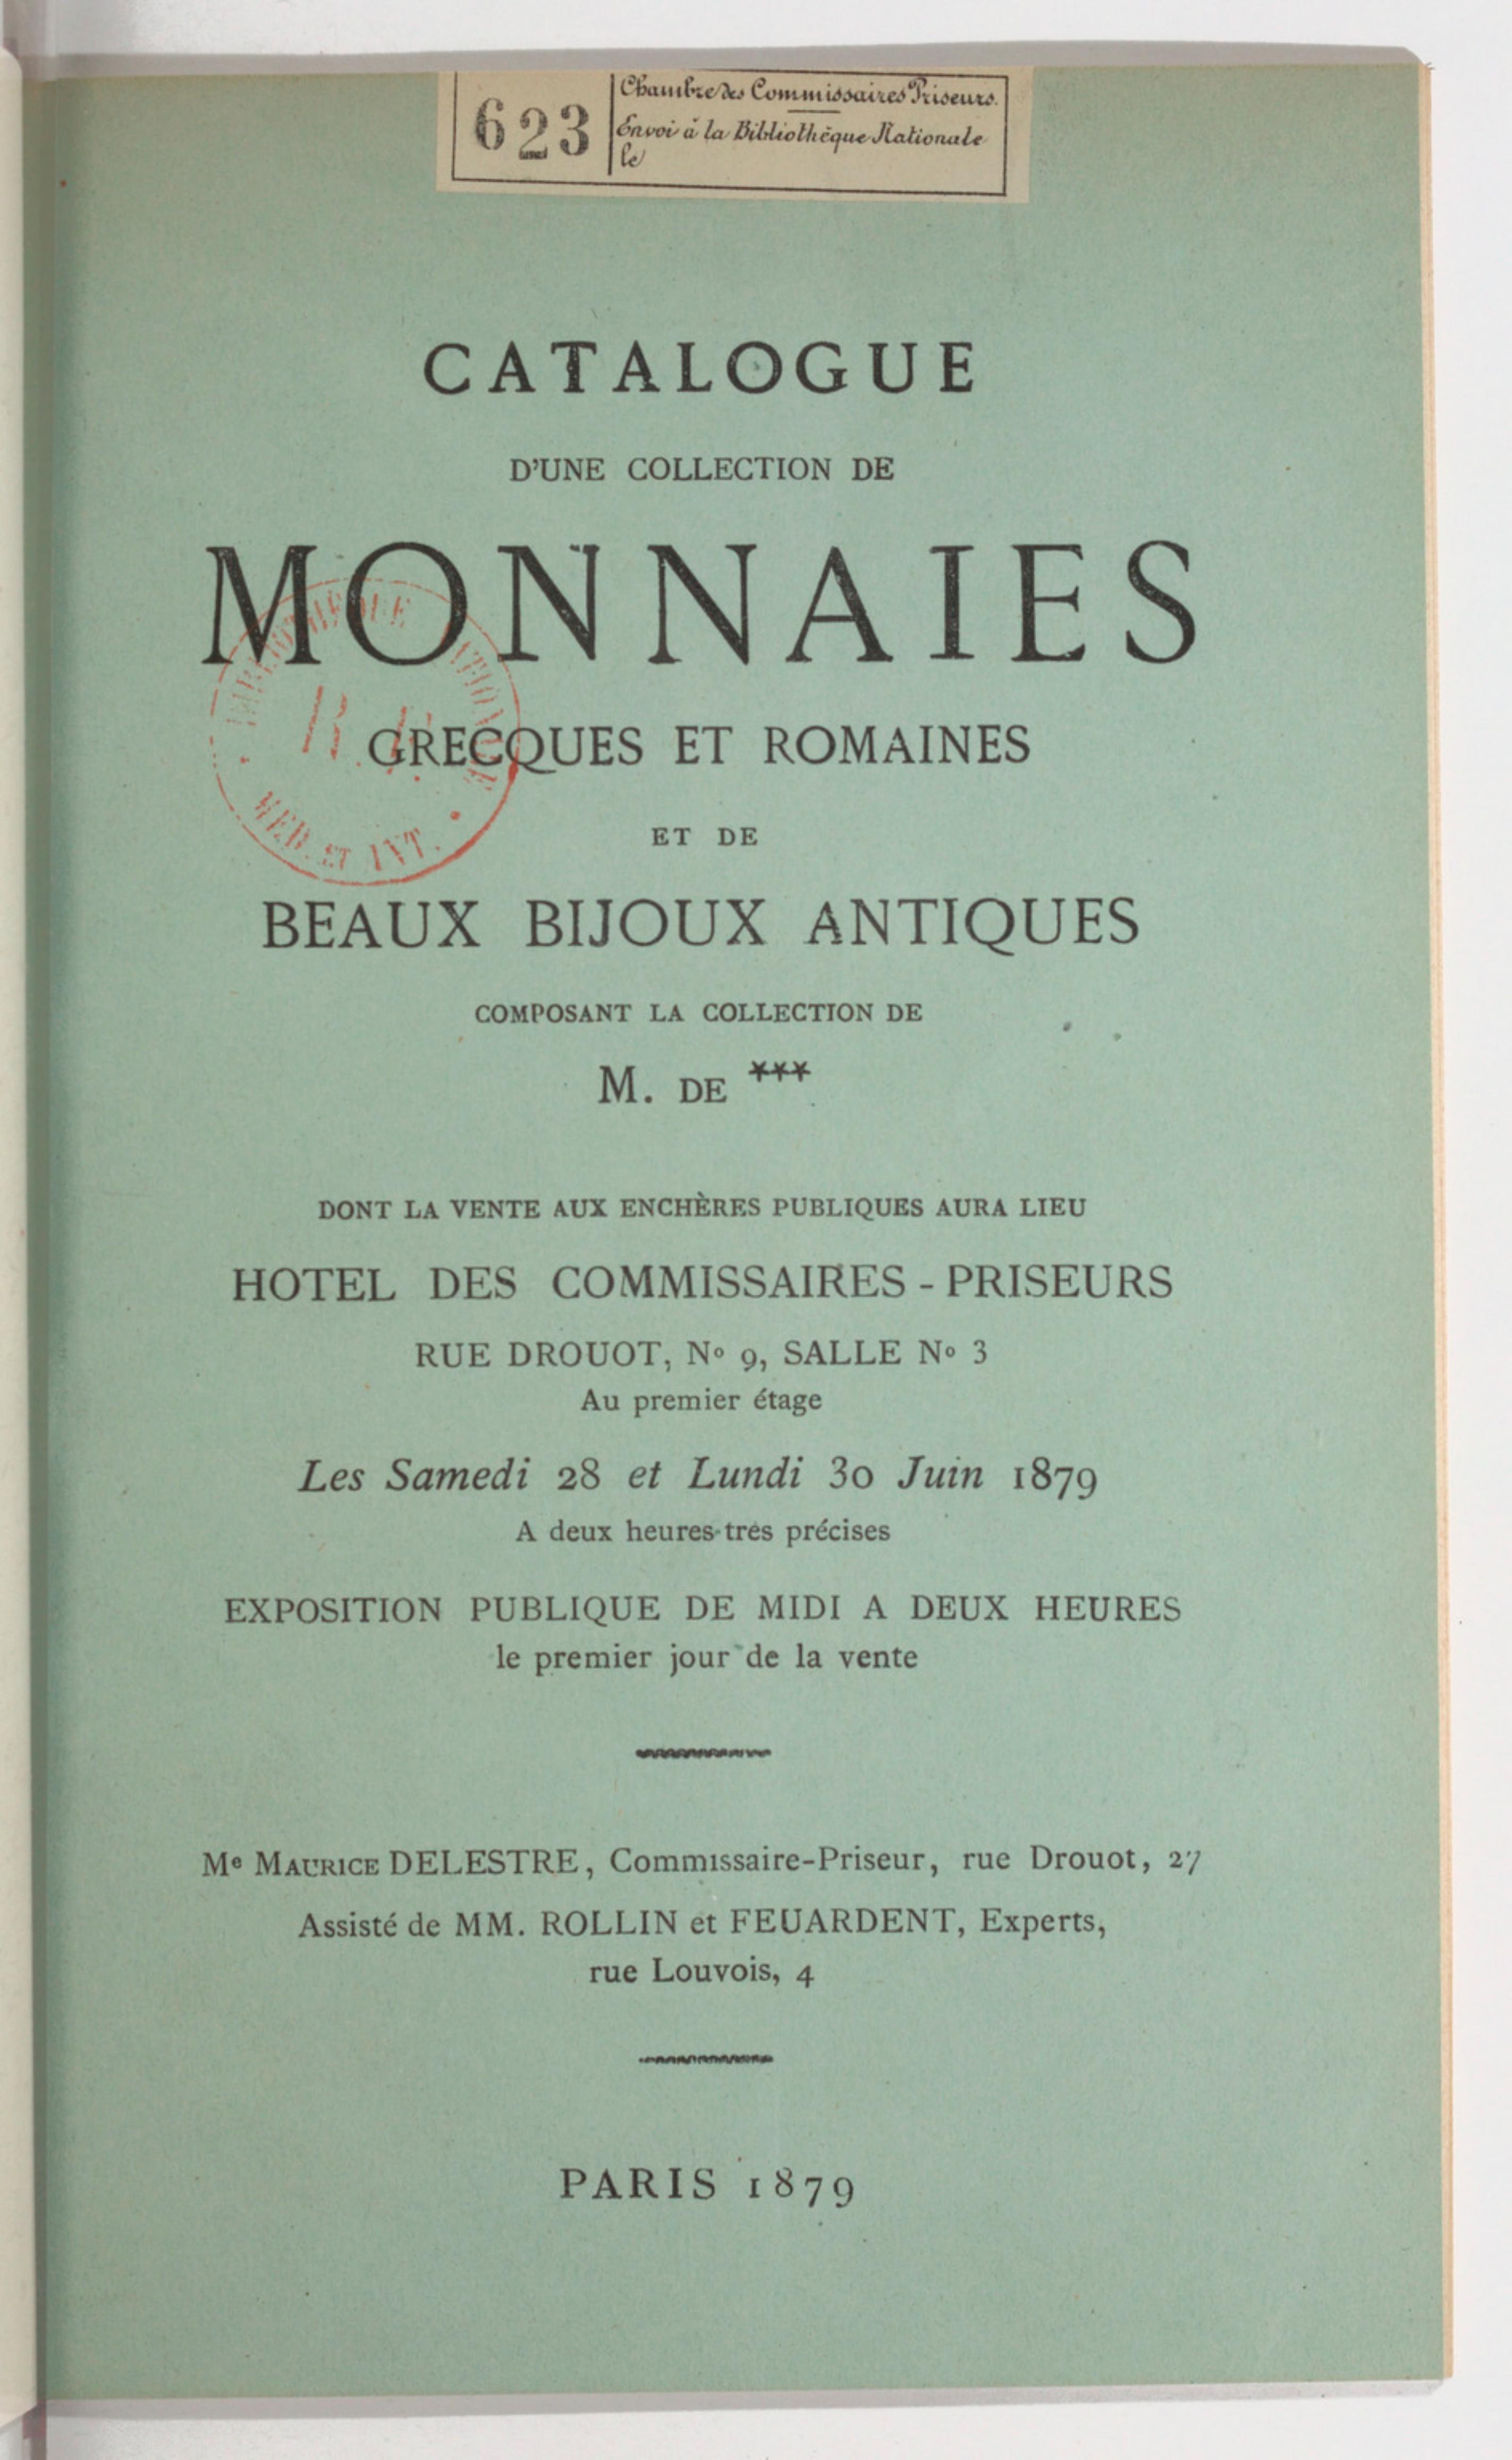 623
Chambre des Commissaires Priseurs.
Envoi à la Bibliothèque Nationale
le
CATALOGUE
D'UNE COLLECTION DE
MONNAIES
GRECQUES ET ROMAINES
ET DE
BEAUX BIJOUX ANTIQUES
COMPOSANT LA COLLECTION DE
M. DE ***
DONT LA VENTE AUX ENCHÈRES PUBLIQUES AURA LIEU
HOTEL DES COMMISSAIRES-PRISEURS
RUE DROUOT, Nº 9, SALLE Nº 3
Au premier étage
Les Samedi 28 et Lundi 30 Juin 1879
A deux heures très précises
EXPOSITION PUBLIQUE DE MIDI A DEUX HEURES
le premier jour de la vente
Me MAURICE DELESTRE, Commissaire-Priseur, rue Drouot, 27
Assisté de MM. ROLLIN et FEUARDENT, Experts,
rue Louvois, 4
PARIS 1879
MED. ET INT.